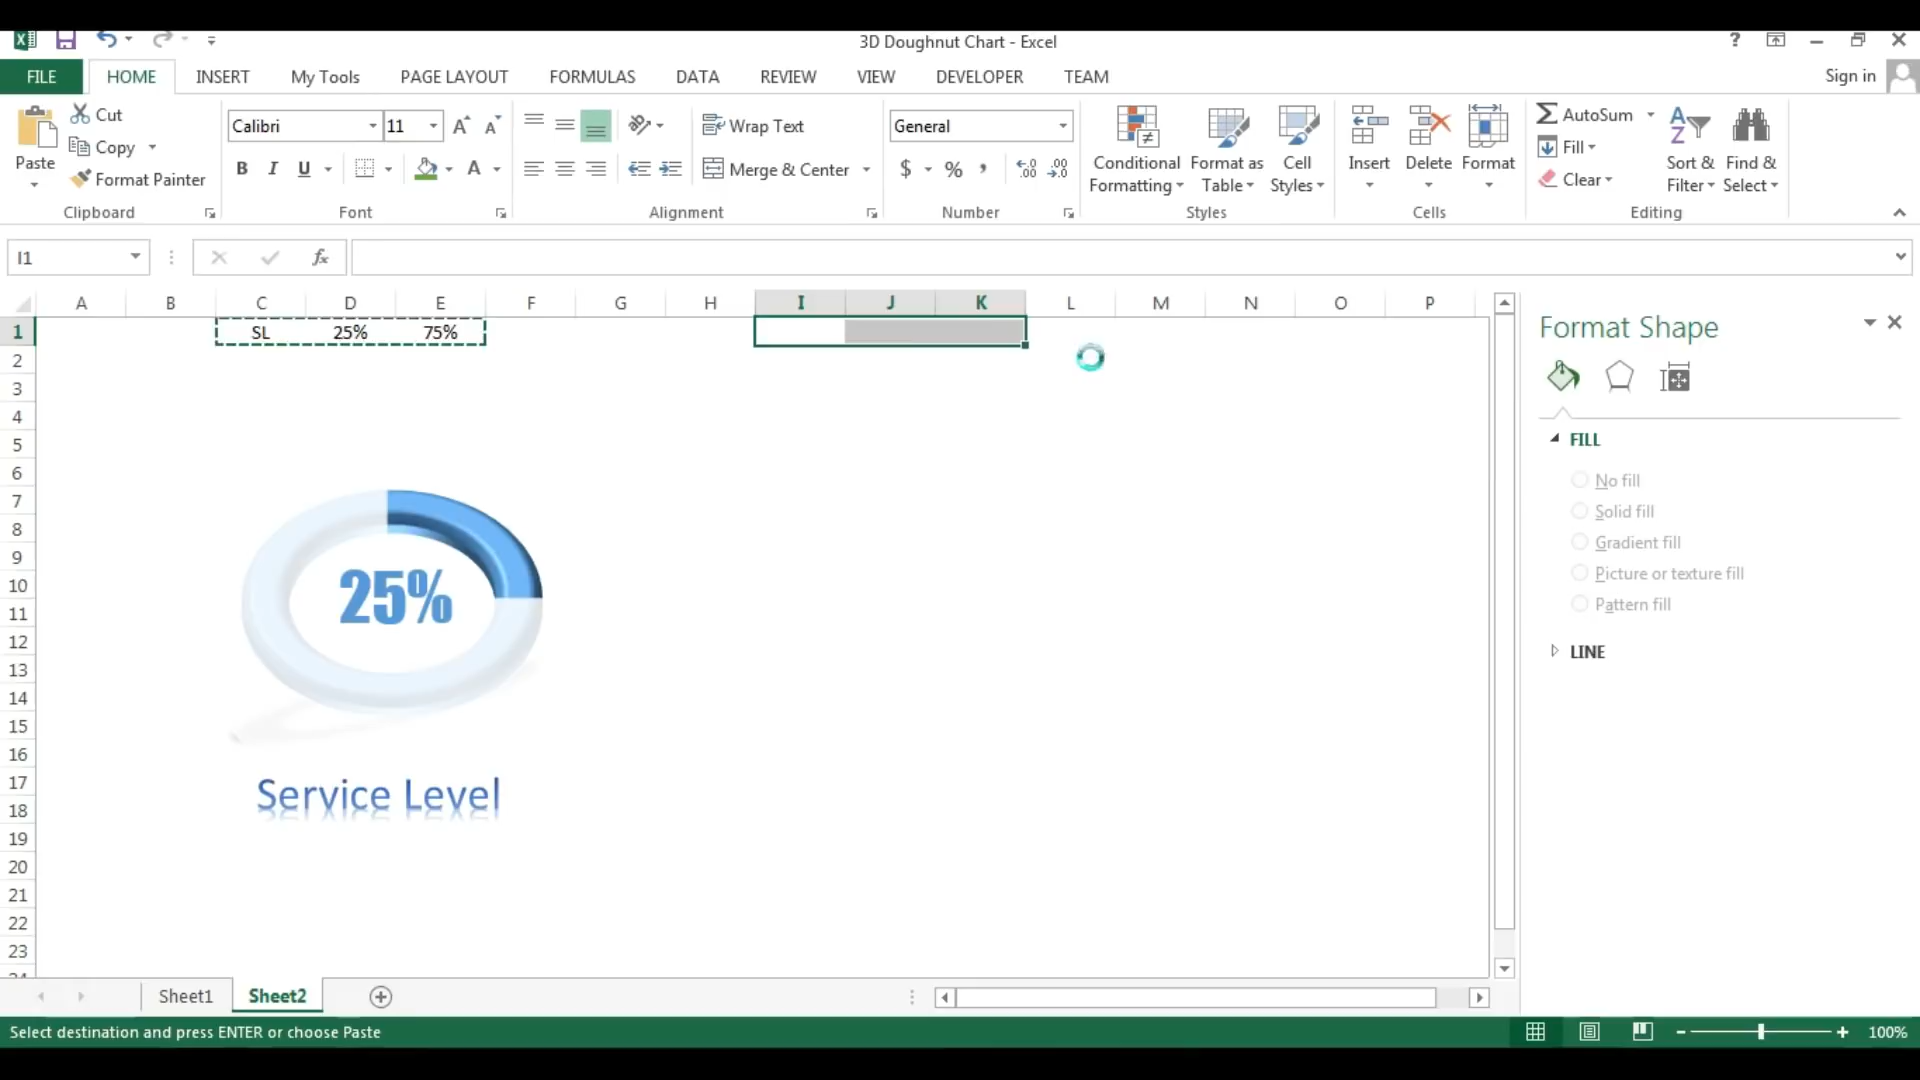 3D Doughnut Chart - Excel
?
FILE HOME INSERT My Tools PAGE LAYOUT FORMULAS DATA REVIEW VIEW DEVELOPER TEAM Sign in
Paste
Cut
Copy
Format Painter
Clipboard
Calibri 11
B I U
Font
Wrap Text
Merge & Center
Alignment
General
$ % ,
Number
Conditional Formatting
Format as Table
Cell Styles
Styles
Insert Delete Format
Cells
AutoSum
Fill
Clear
Sort & Filter
Find & Select
Editing
I1
fx
A B C D E F G H I J K L M N O P
1 SL 25% 75%
2
3
4
5
6
7
8
9
10
11
12
13
14
15
16
17
18
19
20
21
22
23
24
25%
Service Level
Format Shape
FILL
No fill
Solid fill
Gradient fill
Picture or texture fill
Pattern fill
LINE
Sheet1 Sheet2
Select destination and press ENTER or choose Paste
100%